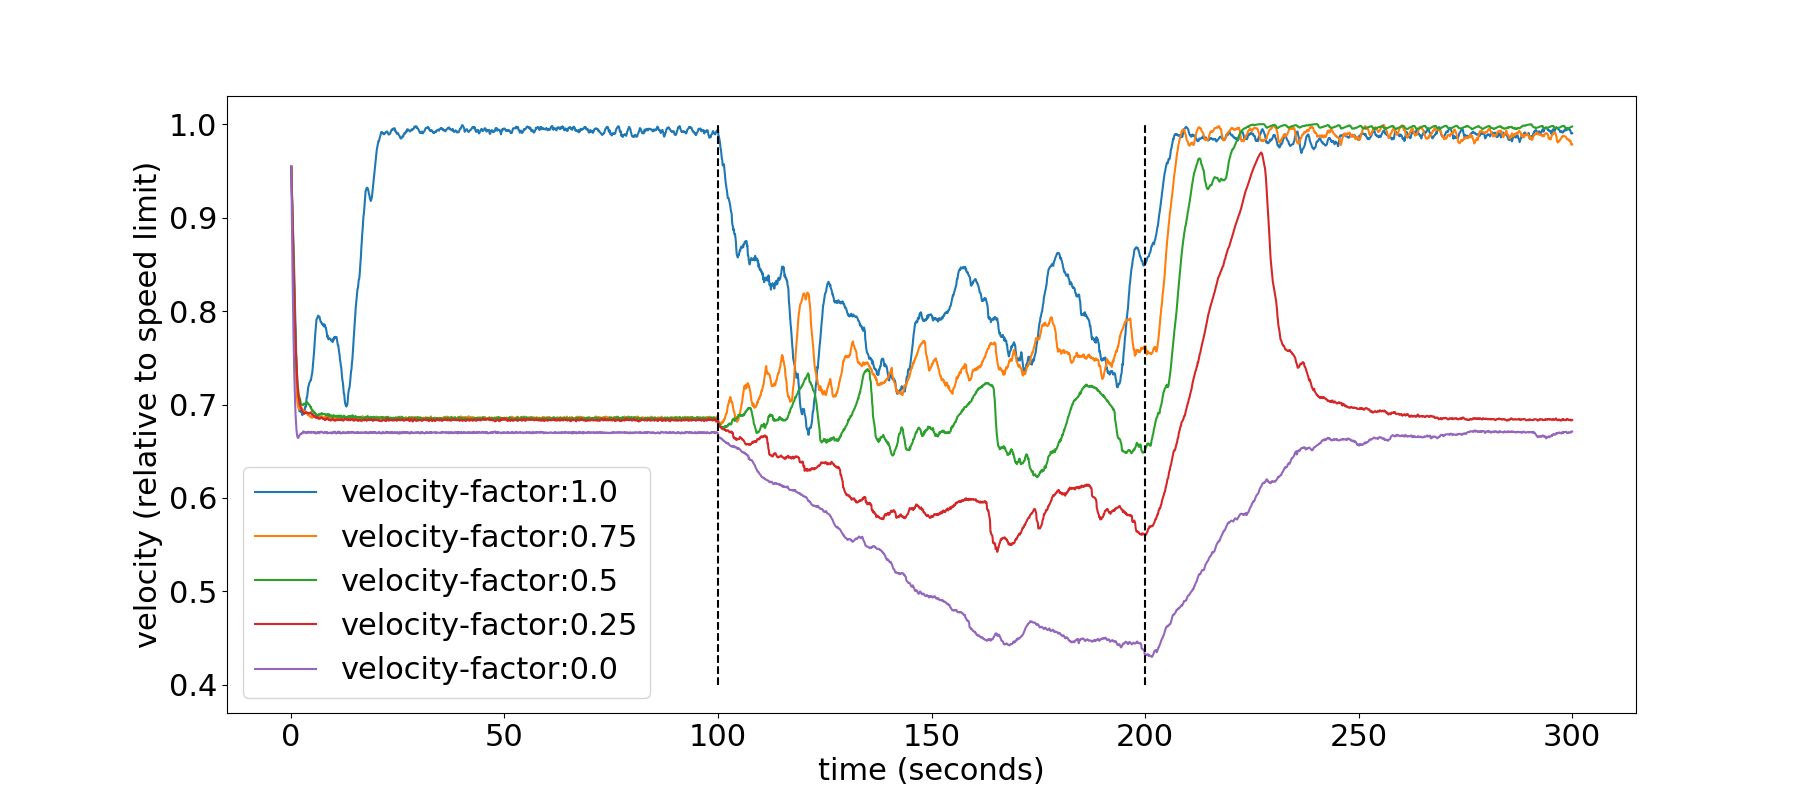 1.0
0.9
0.8
0.7
0.6
0.5
0.4
velocity (relative to speed limit)
velocity-factor:1.0
velocity-factor:0.75
velocity-factor:0.5
velocity-factor:0.25
velocity-factor:0.0
0 50 100 150 200 250 300
time (seconds)